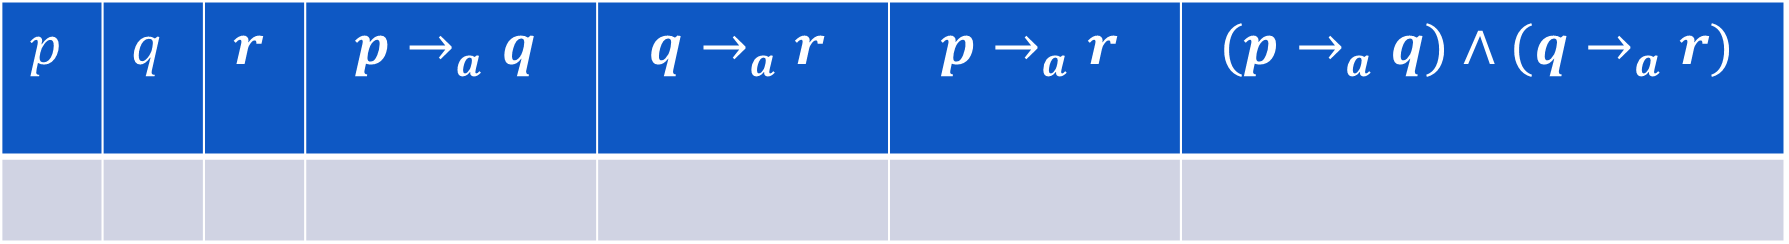 p q r p →ₐ q q →ₐ r p →ₐ r (p →ₐ q) ∧ (q →ₐ r)